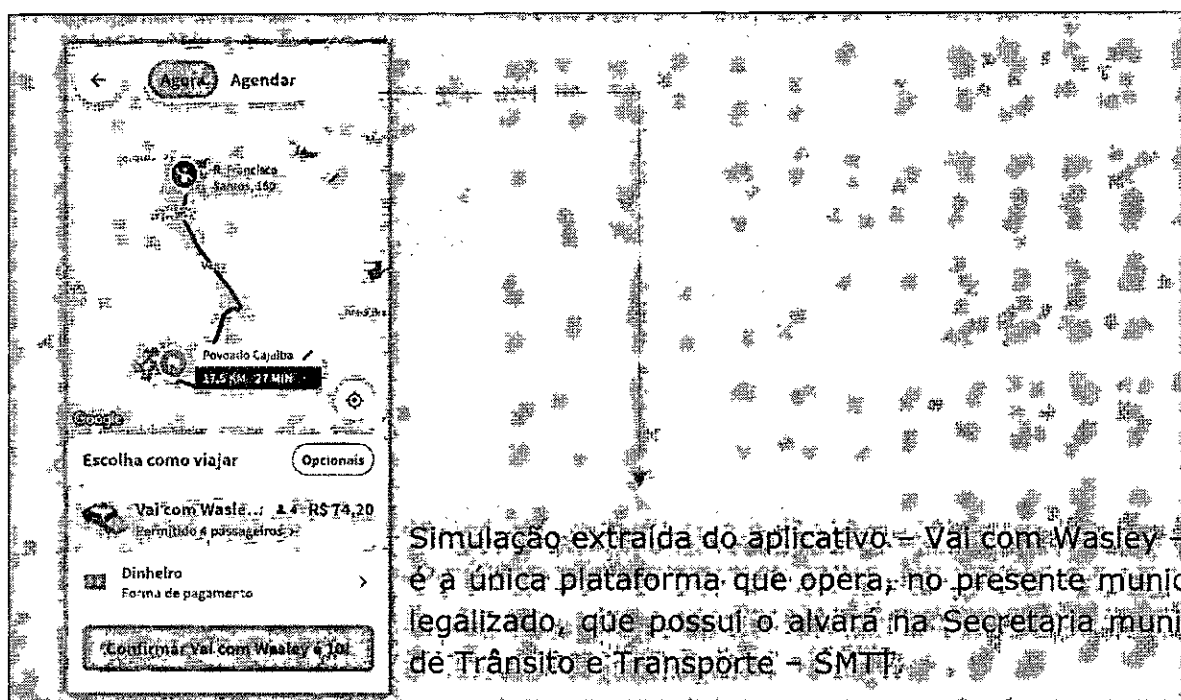 Agora Agendar
R. Francisco
Santos, 160
Povoado Cajaíba
17.5 KM 27 MIN
Google
Escolha como viajar Opcionais
Vai com Wasle... 4 R$ 74,20
Permitido 4 passageiros >
Dinheiro
Forma de pagamento
Confirmar Vai com Wasley é 10!
Simulação extraída do aplicativo – Vai com Wasley –
é a única plataforma que opera, no presente munic
legalizado, que possui o alvará na Secretaria muni
de Trânsito e Transporte – SMTT.